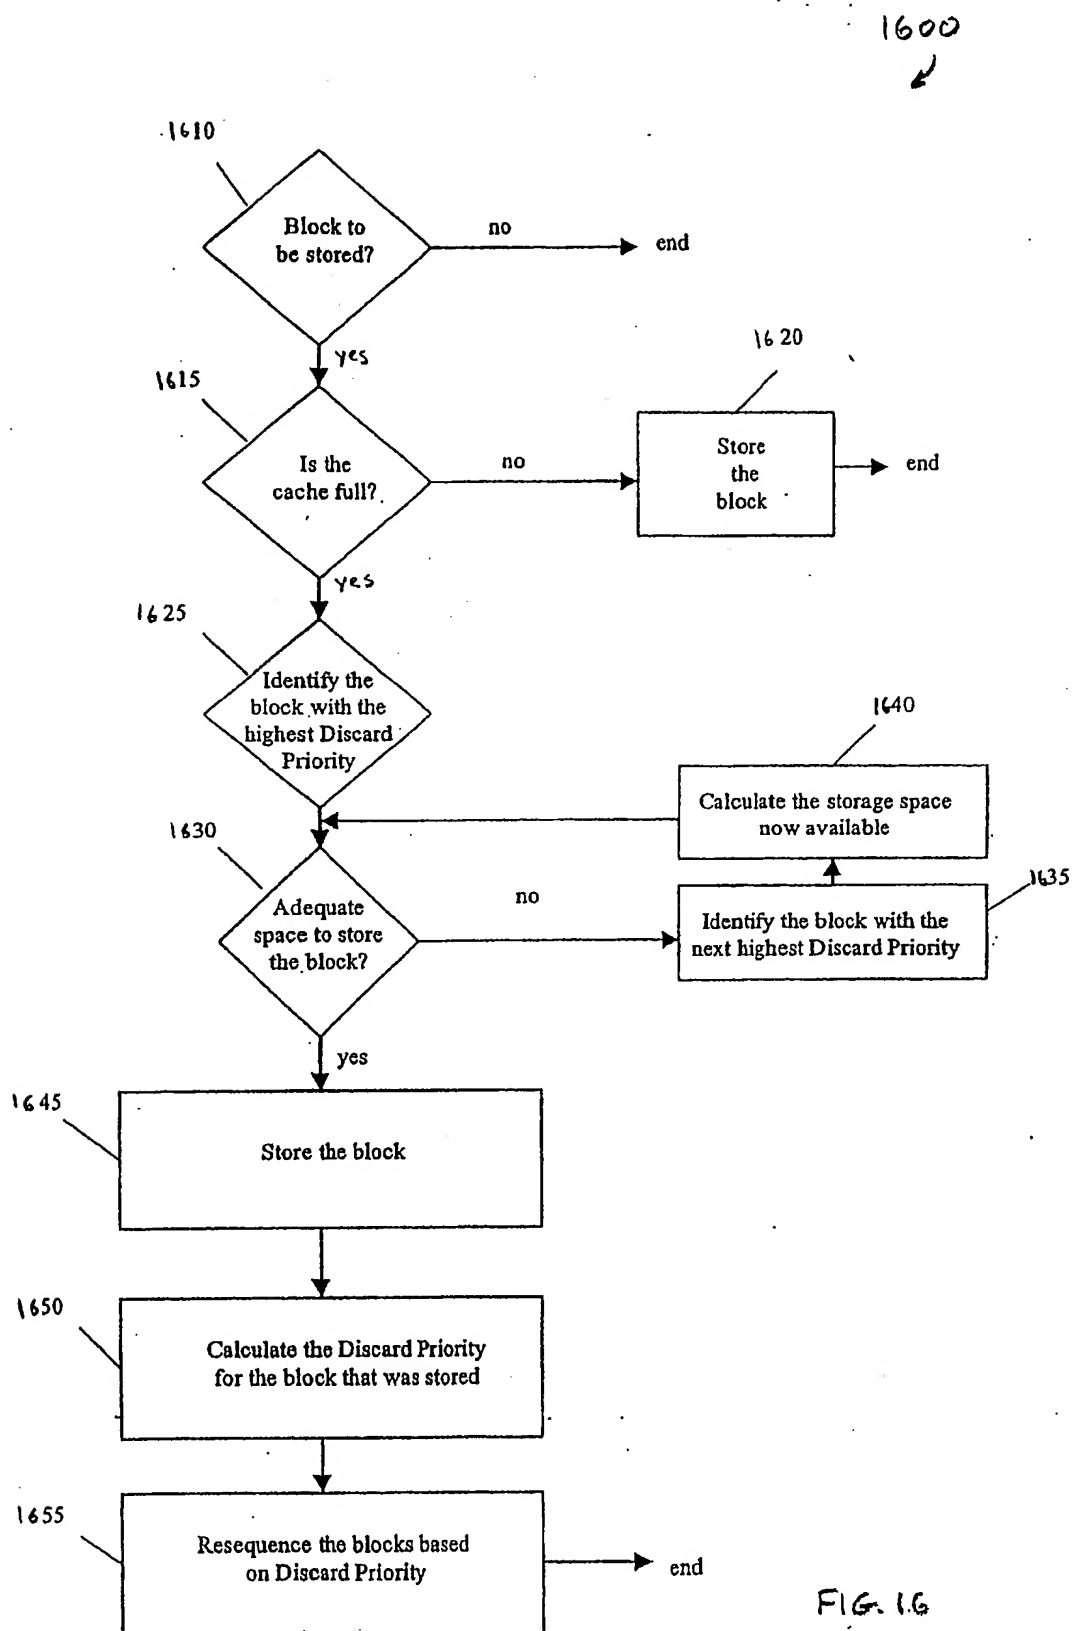 1600
1610
Block to
be stored?
no
end
yes
1615
Is the
cache full?
no
1620
Store
the
block
end
yes
1625
Identify the
block with the
highest Discard
Priority
1640
Calculate the storage space
now available
1630
Adequate
space to store
the block?
no
1635
Identify the block with the
next highest Discard Priority
yes
1645
Store the block
1650
Calculate the Discard Priority
for the block that was stored
1655
Resequence the blocks based
on Discard Priority
end
FIG. 16